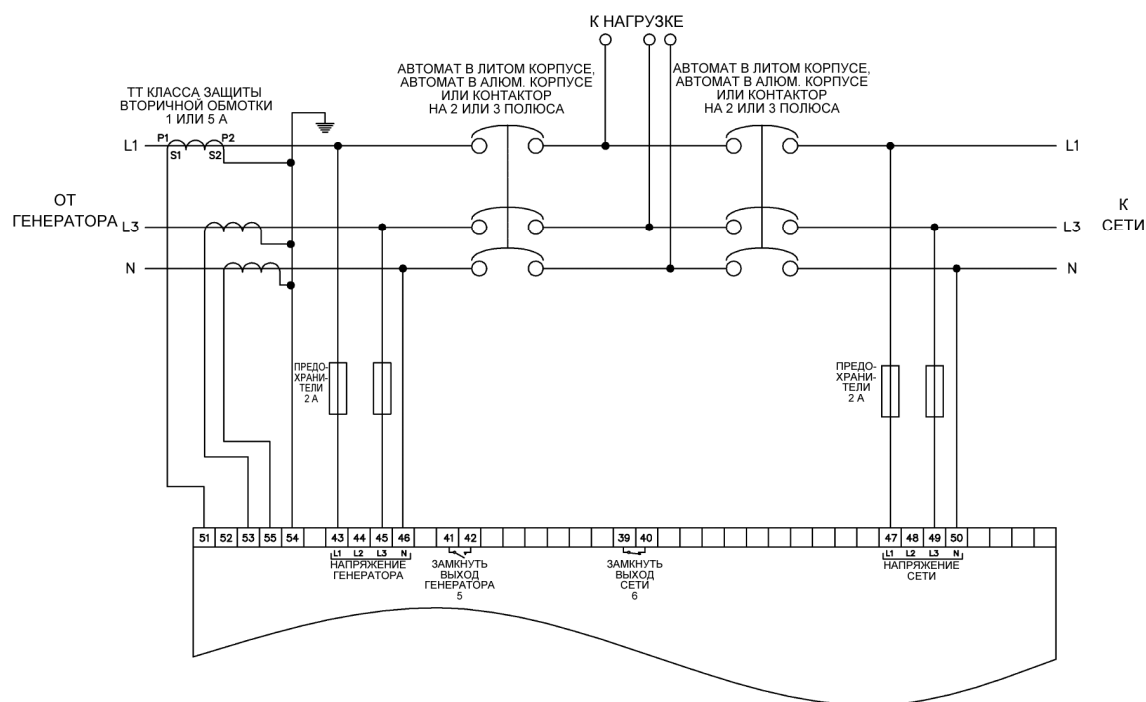 К НАГРУЗКЕ
АВТОМАТ В ЛИТОМ КОРПУСЕ,
АВТОМАТ В АЛЮМ. КОРПУСЕ
ИЛИ КОНТАКТОР
НА 2 ИЛИ 3 ПОЛЮСА
АВТОМАТ В ЛИТОМ КОРПУСЕ,
АВТОМАТ В АЛЮМ. КОРПУСЕ
ИЛИ КОНТАКТОР
НА 2 ИЛИ 3 ПОЛЮСА
ТТ КЛАССА ЗАЩИТЫ
ВТОРИЧНОЙ ОБМОТКИ
1 ИЛИ 5 А
P1 P2
L1 L1
S1 S2
ОТ
ГЕНЕРАТОРА
L3 L3
К
СЕТИ
N N
ПРЕДО-
ХРАНИ-
ТЕЛИ
2 А
ПРЕДО-
ХРАНИ-
ТЕЛИ
2 А
51 52 53 55 54 43 44 45 46 41 42 39 40 47 48 49 50
L1 L2 L3 N
НАПРЯЖЕНИЕ
ГЕНЕРАТОРА
ЗАМКНУТЬ
ВЫХОД
ГЕНЕРАТОРА
5
ЗАМКНУТЬ
ВЫХОД
СЕТИ
6
L1 L2 L3 N
НАПРЯЖЕНИЕ
СЕТИ